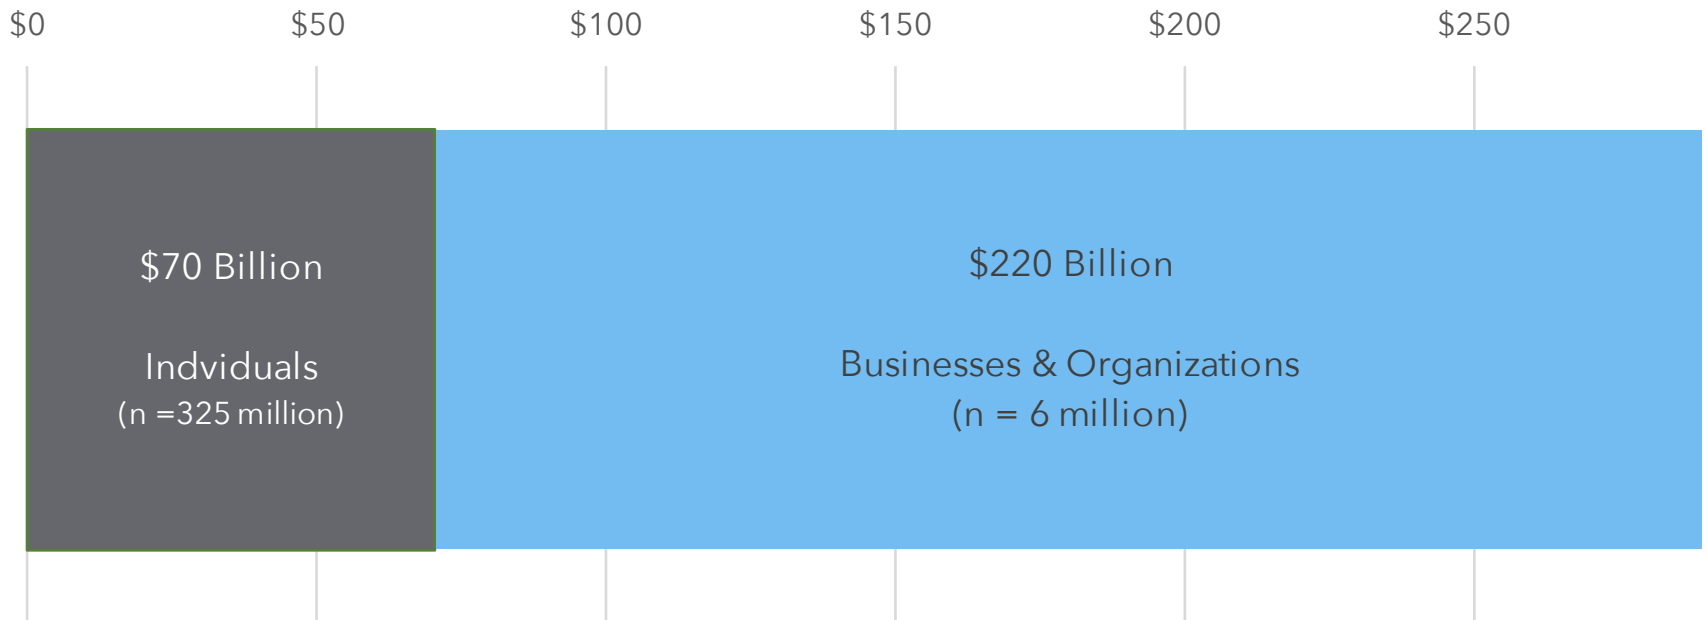 $0 $50 $100 $150 $200 $250
$70 Billion
Indviduals
(n =325 million)
$220 Billion
Businesses & Organizations
(n = 6 million)